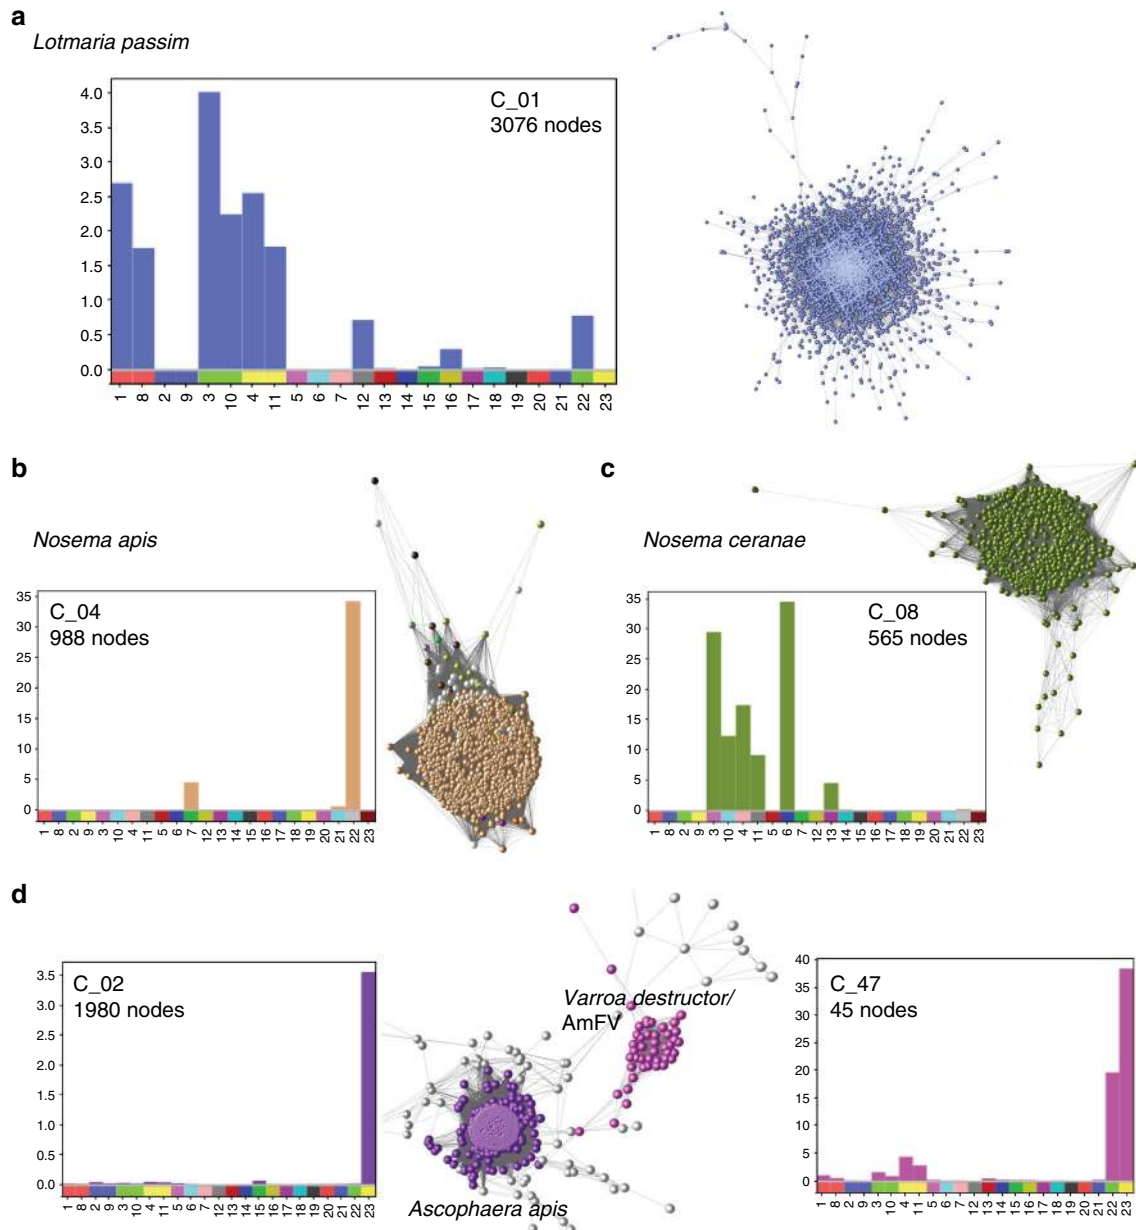 a
Lotmaria passim
C_01
3076 nodes
4.0
3.5
3.0
2.5
2.0
1.5
1.0
0.5
0.0
1 8 2 9 3 10 4 11 5 6 7 12 13 14 15 16 17 18 19 20 21 22 23
b
Nosema apis
C_04
988 nodes
35
30
25
20
15
10
5
0
1 8 2 9 3 10 4 11 5 6 7 12 13 14 15 16 17 18 19 20 21 22 23
c
Nosema ceranae
C_08
565 nodes
35
30
25
20
15
10
5
0
1 8 2 9 3 10 4 11 5 6 7 12 13 14 15 16 17 18 19 20 21 22 23
d
C_02
1980 nodes
3.5
3.0
2.5
2.0
1.5
1.0
0.5
0.0
1 8 2 9 3 10 4 11 5 6 7 12 13 14 15 16 17 18 19 20 21 22 23
Varroa destructor/
AmFV
Ascophaera apis
C_47
45 nodes
40
35
30
25
20
15
10
5
0
1 8 2 9 3 10 4 11 5 6 7 12 13 14 15 16 17 18 19 20 21 22 23